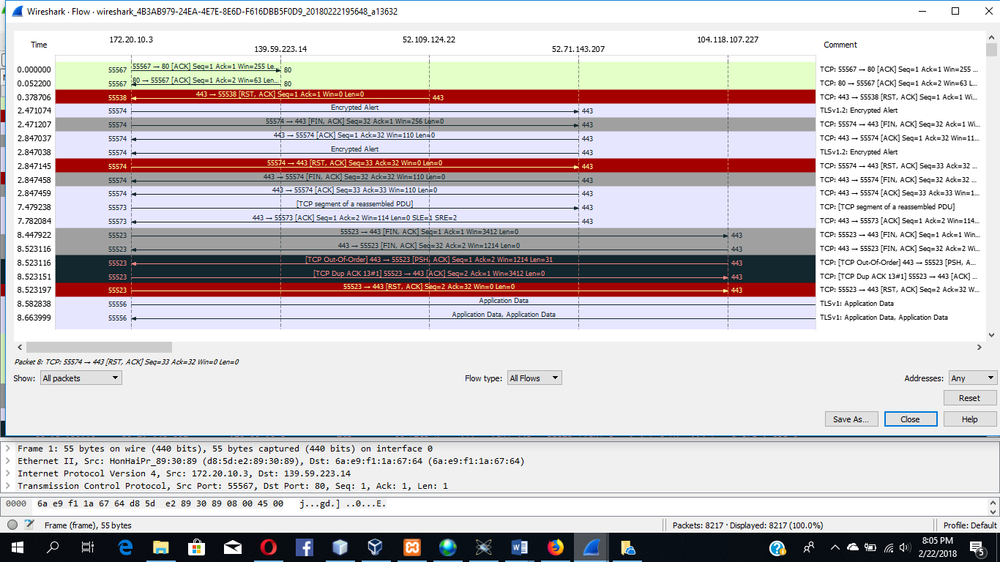 Wireshark · Flow · wireshark_4B3AB979-24EA-4E7E-8E6D-F616DBB5F0D9_20180222195648_a13632
Time 172.20.10.3 139.59.223.14 52.109.124.22 52.71.143.207 104.118.107.227 Comment
0.000000 55567 55567 → 80 [ACK] Seq=1 Ack=1 Win=255 Le... 80 TCP: 55567 → 80 [ACK] Seq=1 Ack=1 Win=255 ...
0.052200 55567 80 → 55567 [ACK] Seq=1 Ack=2 Win=63 Len... 80 TCP: 80 → 55567 [ACK] Seq=1 Ack=2 Win=63 L...
0.378706 55538 443 → 55538 [RST, ACK] Seq=1 Ack=1 Win=0 Len=0 443 TCP: 443 → 55538 [RST, ACK] Seq=1 Ack=1 Wi...
2.471074 55574 Encrypted Alert 443 TLSv1.2: Encrypted Alert
2.471207 55574 55574 → 443 [FIN, ACK] Seq=32 Ack=1 Win=256 Len=0 443 TCP: 55574 → 443 [FIN, ACK] Seq=32 Ack=1 Wi...
2.847037 55574 443 → 55574 [ACK] Seq=1 Ack=32 Win=110 Len=0 443 TCP: 443 → 55574 [ACK] Seq=1 Ack=32 Win=11...
2.847038 55574 Encrypted Alert 443 TLSv1.2: Encrypted Alert
2.847145 55574 55574 → 443 [RST, ACK] Seq=33 Ack=32 Win=0 Len=0 443 TCP: 55574 → 443 [RST, ACK] Seq=33 Ack=32 ...
2.847458 55574 443 → 55574 [FIN, ACK] Seq=32 Ack=32 Win=110 Len=0 443 TCP: 443 → 55574 [FIN, ACK] Seq=32 Ack=32 ...
2.847459 55574 443 → 55574 [ACK] Seq=33 Ack=33 Win=110 Len=0 443 TCP: 443 → 55574 [ACK] Seq=33 Ack=33 Win=1...
7.479238 55573 [TCP segment of a reassembled PDU] 443 TCP: [TCP segment of a reassembled PDU]
7.782084 55573 443 → 55573 [ACK] Seq=1 Ack=2 Win=114 Len=0 SLE=1 SRE=2 443 TCP: 443 → 55573 [ACK] Seq=1 Ack=2 Win=114...
8.447922 55523 55523 → 443 [FIN, ACK] Seq=1 Ack=1 Win=3412 Len=0 443 TCP: 55523 → 443 [FIN, ACK] Seq=1 Ack=1 Win...
8.523116 55523 443 → 55523 [FIN, ACK] Seq=32 Ack=2 Win=1214 Len=0 443 TCP: 443 → 55523 [FIN, ACK] Seq=32 Ack=2 Wi...
8.523116 55523 [TCP Out-Of-Order] 443 → 55523 [PSH, ACK] Seq=1 Ack=2 Win=1214 Len=31 443 TCP: [TCP Out-Of-Order] 443 → 55523 [PSH, A...
8.523151 55523 [TCP Dup ACK 13#1] 55523 → 443 [ACK] Seq=2 Ack=1 Win=3412 Len=0 443 TCP: [TCP Dup ACK 13#1] 55523 → 443 [ACK] ...
8.523197 55523 55523 → 443 [RST, ACK] Seq=2 Ack=32 Win=0 Len=0 443 TCP: 55523 → 443 [RST, ACK] Seq=2 Ack=32 W...
8.582838 55556 Application Data TLSv1: Application Data
8.663999 55556 Application Data, Application Data TLSv1: Application Data, Application Data
Packet 8: TCP: 55574 → 443 [RST, ACK] Seq=33 Ack=32 Win=0 Len=0
Show: All packets Flow type: All Flows Addresses: Any
Reset
Save As... Close Help
Frame 1: 55 bytes on wire (440 bits), 55 bytes captured (440 bits) on interface 0
Ethernet II, Src: HonHaiPr_89:30:89 (d8:5d:e2:89:30:89), Dst: 6a:e9:f1:1a:67:64 (6a:e9:f1:1a:67:64)
Internet Protocol Version 4, Src: 172.20.10.3, Dst: 139.59.223.14
Transmission Control Protocol, Src Port: 55567, Dst Port: 80, Seq: 1, Ack: 1, Len: 1
0000 6a e9 f1 1a 67 64 d8 5d e2 89 30 89 08 00 45 00 j...gd.] ..0...E.
Frame (frame), 55 bytes Packets: 8217 · Displayed: 8217 (100.0%) Profile: Default
8:05 PM
2/22/2018
5